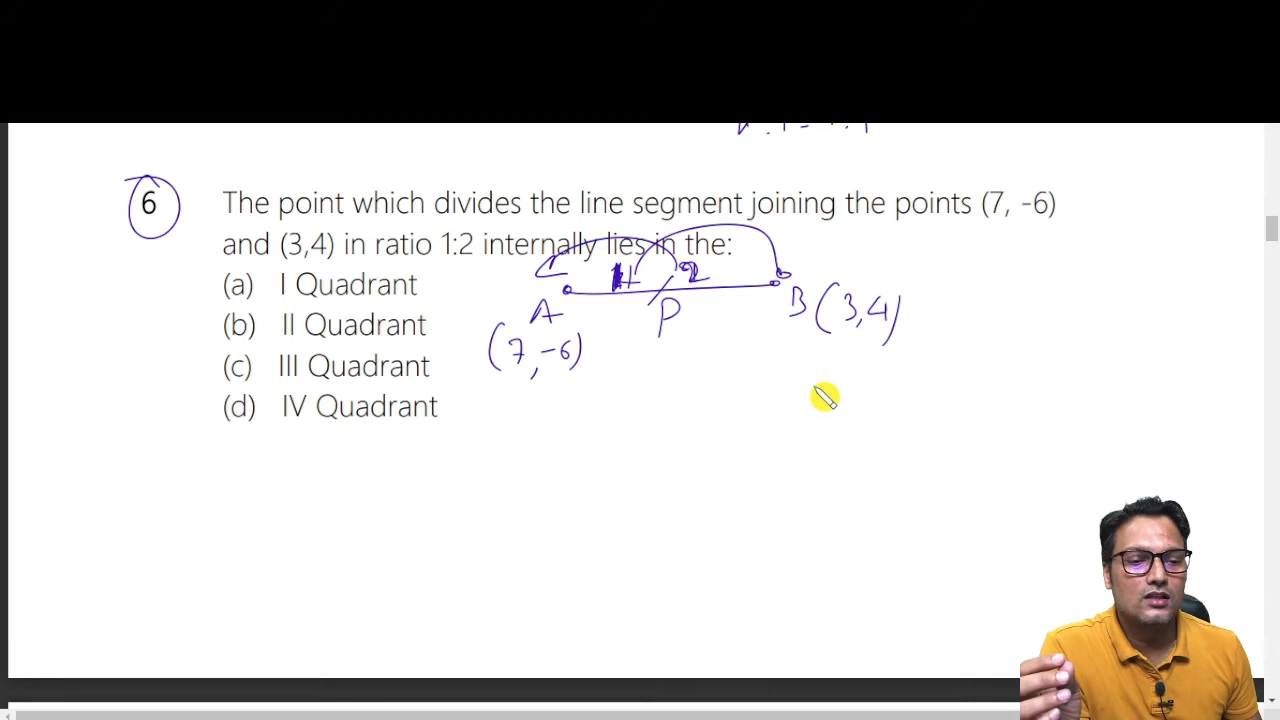 6 The point which divides the line segment joining the points (7, -6)
and (3,4) in ratio 1:2 internally lies in the:
(a) I Quadrant
(b) II Quadrant
(c) III Quadrant
(d) IV Quadrant
1 2
A P B (3,4)
(7,-6)